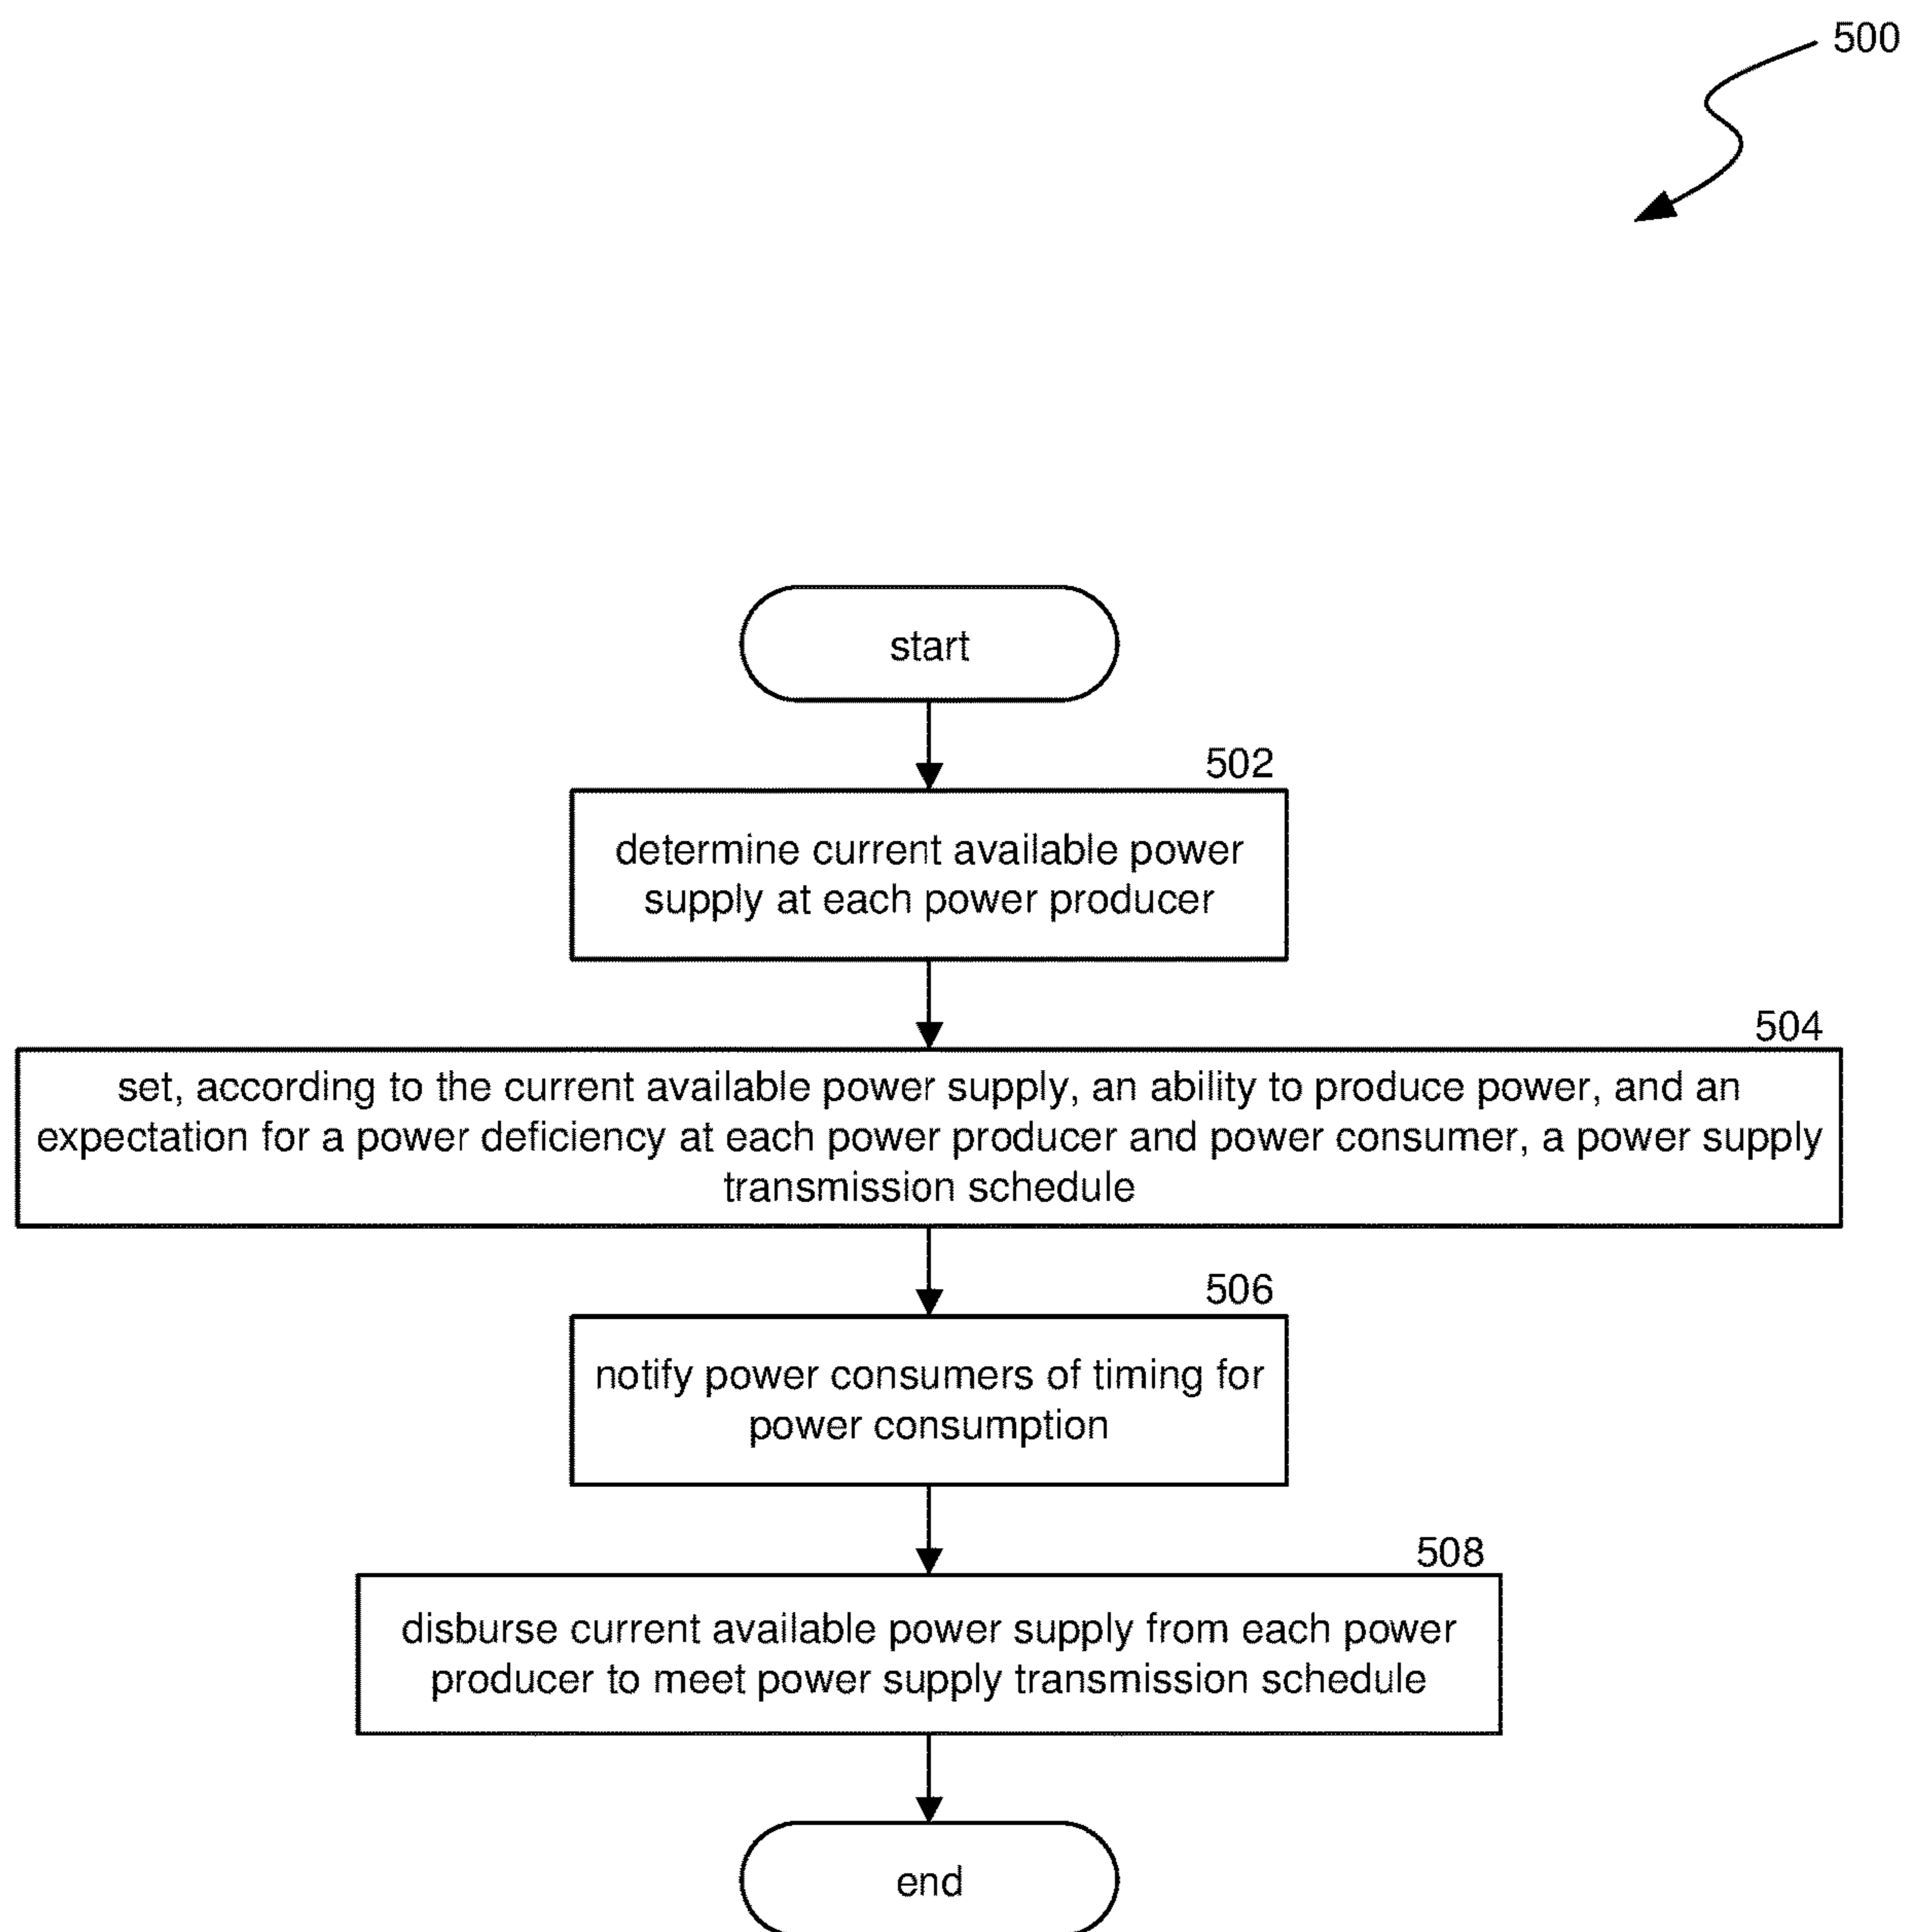 500
start
502
determine current available power
supply at each power producer
504
set, according to the current available power supply, an ability to produce power, and an
expectation for a power deficiency at each power producer and power consumer, a power supply
transmission schedule
506
notify power consumers of timing for
power consumption
508
disburse current available power supply from each power
producer to meet power supply transmission schedule
end